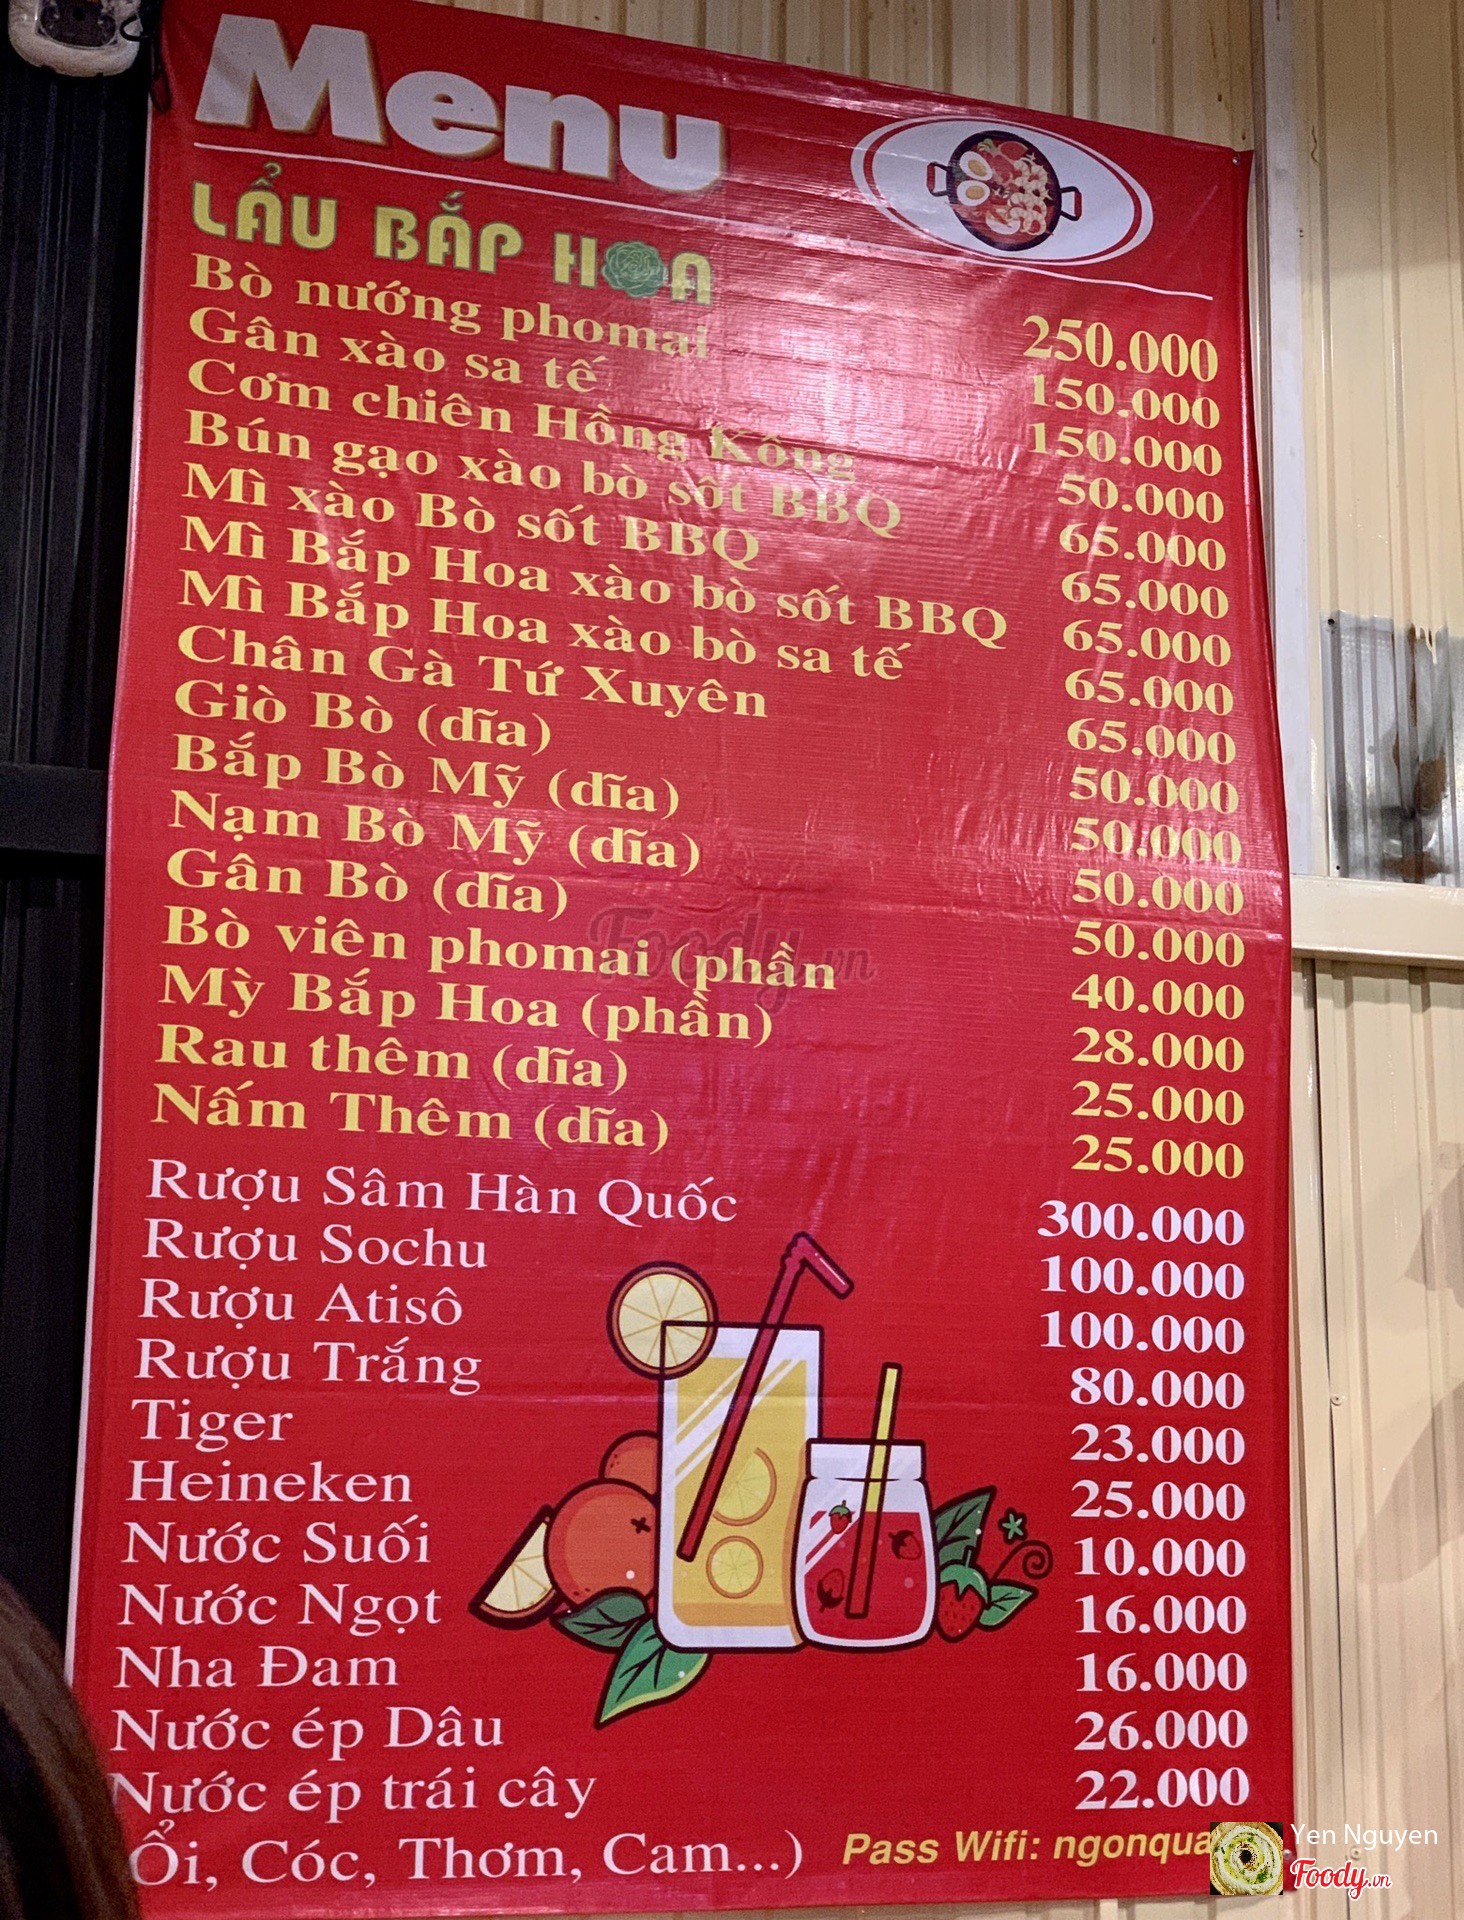 Menu
LẨU BẮP HOA 250.000
Bò nướng phomai 150.000
Gân xào sa tế 150.000
Cơm chiên Hồng Kông 50.000
Bún gạo xào bò sốt BBQ 65.000
Mì xào Bò sốt BBQ 65.000
Mì Bắp Hoa xào bò sốt BBQ 65.000
Mì Bắp Hoa xào bò sa tế 65.000
Chân Gà Tứ Xuyên 65.000
Giò Bò (dĩa) 50.000
Bắp Bò Mỹ (dĩa) 50.000
Nạm Bò Mỹ (dĩa) 50.000
Gân Bò (dĩa) 50.000
Bò viên phomai (phần 40.000
Mỳ Bắp Hoa (phần) 28.000
Rau thêm (dĩa) 25.000
Nấm Thêm (dĩa) 25.000
Rượu Sâm Hàn Quốc 300.000
Rượu Sochu 100.000
Rượu Atisô 100.000
Rượu Trắng 80.000
Tiger 23.000
Heineken 25.000
Nước Suối 10.000
Nước Ngọt 16.000
Nha Đam 16.000
Nước ép Dâu 26.000
Nước ép trái cây 22.000
Ổi, Cóc, Thơm, Cam...)
Pass Wifi: ngonqua
Foody.vn
Yen Nguyen
Foody.vn